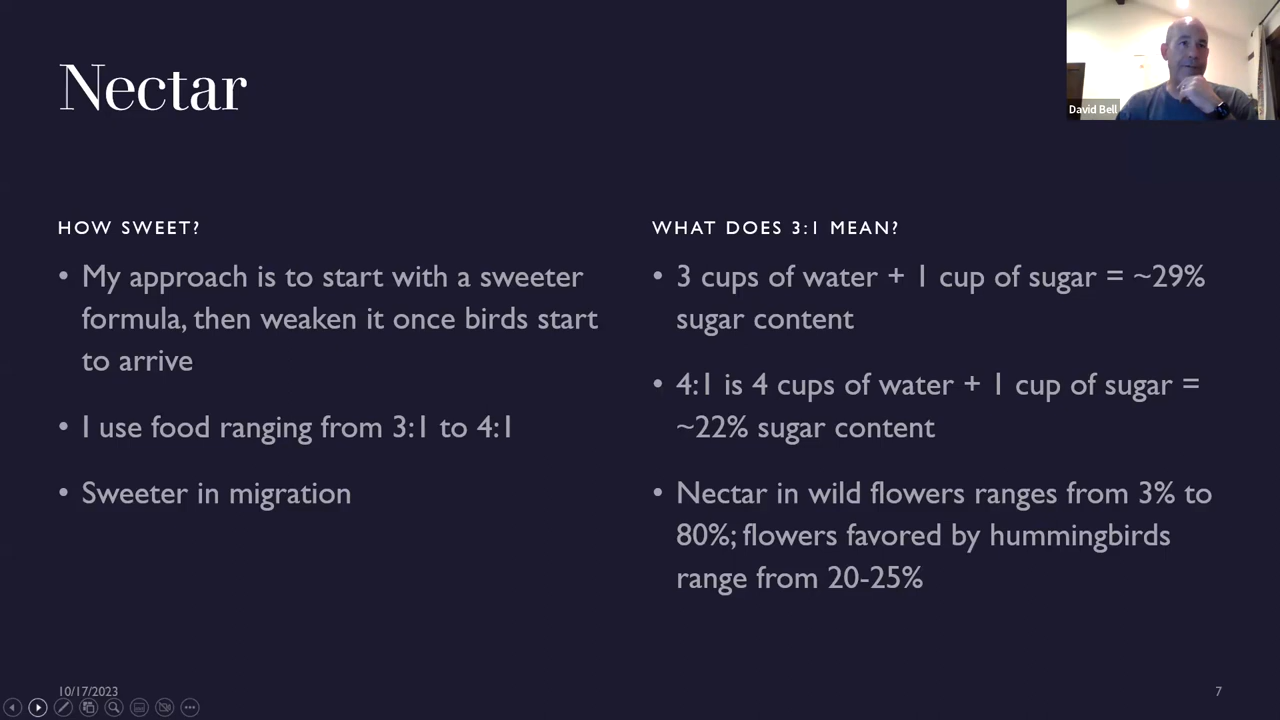 Nectar
David Bell
HOW SWEET?
• My approach is to start with a sweeter
formula, then weaken it once birds start
to arrive
• I use food ranging from 3:1 to 4:1
• Sweeter in migration
WHAT DOES 3:1 MEAN?
• 3 cups of water + 1 cup of sugar = ~29%
sugar content
• 4:1 is 4 cups of water + 1 cup of sugar =
~22% sugar content
• Nectar in wild flowers ranges from 3% to
80%; flowers favored by hummingbirds
range from 20-25%
10/17/2023
7